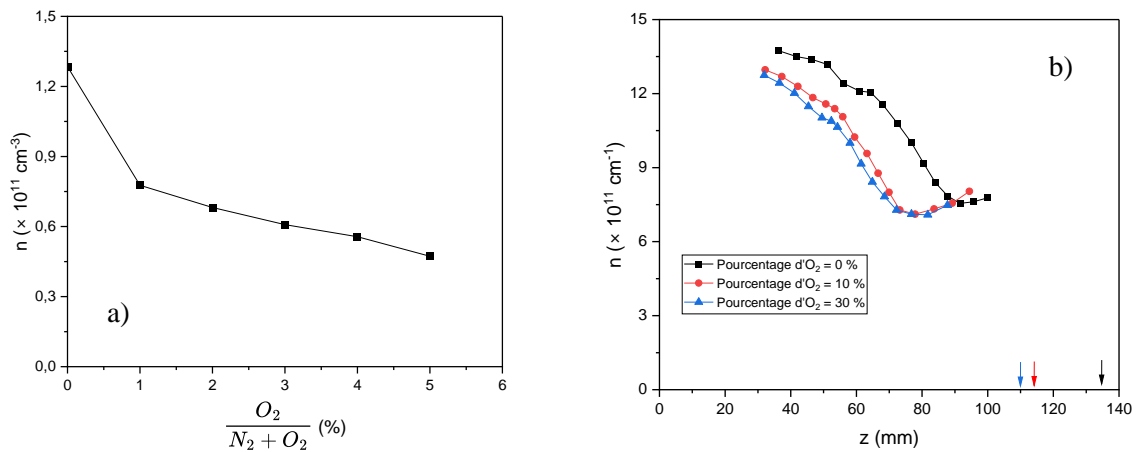 1,5
1,2
0,9
0,6
0,3
0,0
n (× 10¹¹ cm⁻³)
a)
0 1 2 3 4 5 6
O₂
N₂ + O₂ (%)
15
12
9
6
3
0
n (× 10¹¹ cm⁻¹)
b)
Pourcentage d'O₂ = 0 %
Pourcentage d'O₂ = 10 %
Pourcentage d'O₂ = 30 %
0 20 40 60 80 100 120 140
z (mm)